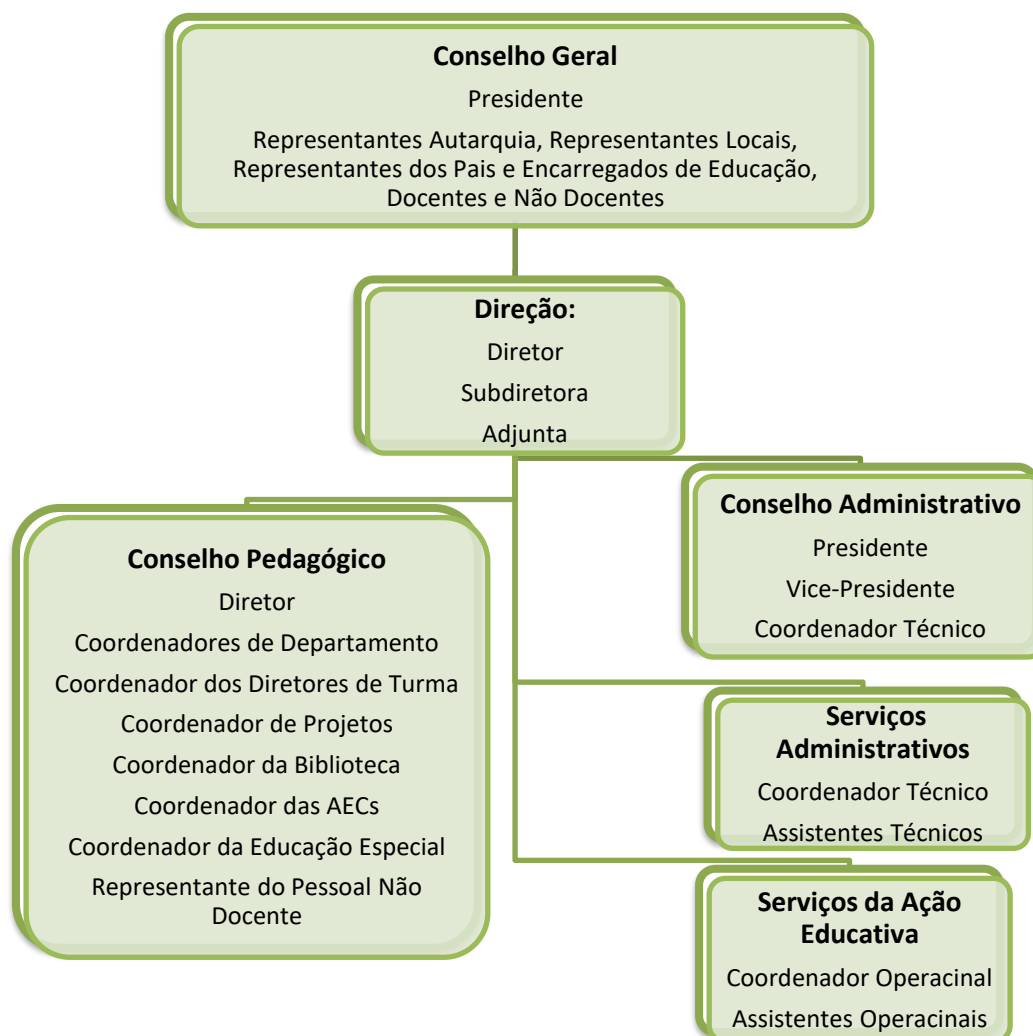 Conselho Geral
Presidente
Representantes Autarquia, Representantes Locais,
Representantes dos Pais e Encarregados de Educação,
Docentes e Não Docentes
Direção:
Diretor
Subdiretora
Adjunta
Conselho Pedagógico
Diretor
Coordenadores de Departamento
Coordenador dos Diretores de Turma
Coordenador de Projetos
Coordenador da Biblioteca
Coordenador das AECs
Coordenador da Educação Especial
Representante do Pessoal Não
Docente
Conselho Administrativo
Presidente
Vice-Presidente
Coordenador Técnico
Serviços
Administrativos
Coordenador Técnico
Assistentes Técnicos
Serviços da Ação
Educativa
Coordenador Operacinal
Assistentes Operacinais